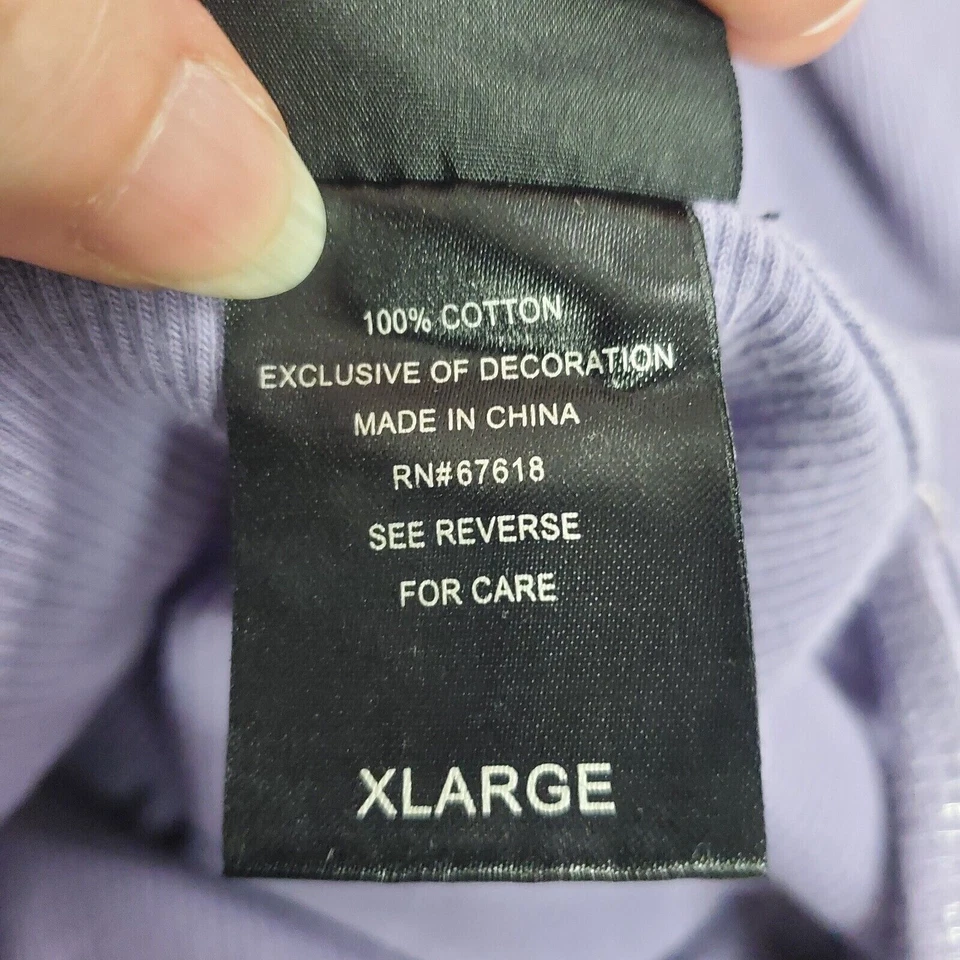 100% COTTON
EXCLUSIVE OF DECORATION
MADE IN CHINA
RN#67618
SEE REVERSE
FOR CARE
XLARGE